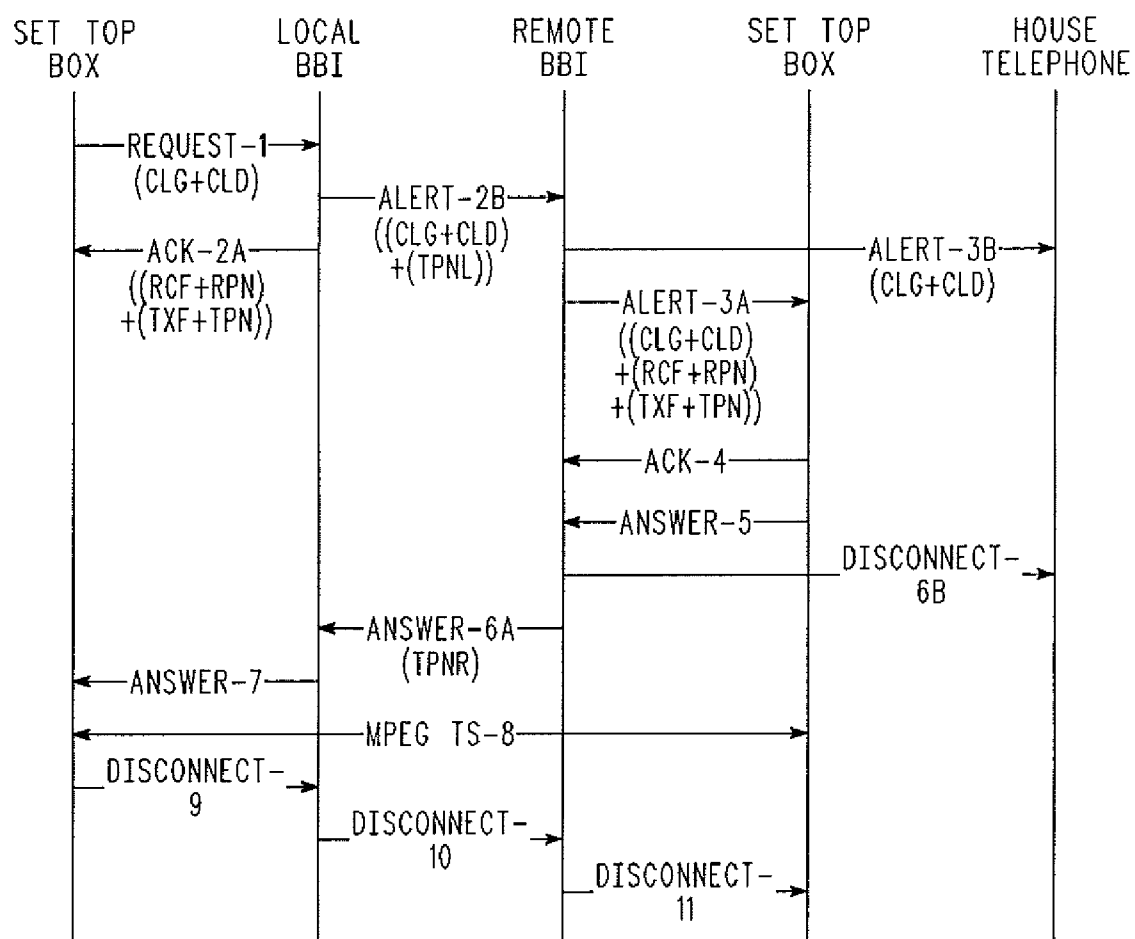 SET TOP
BOX
LOCAL
BBI
REMOTE
BBI
SET TOP
BOX
HOUSE
TELEPHONE
REQUEST-1
(CLG+CLD)
ALERT-2B
((CLG+CLD)
+(TPNL))
ACK-2A
((RCF+RPN)
+(TXF+TPN))
ALERT-3B
(CLG+CLD)
ALERT-3A
((CLG+CLD)
+(RCF+RPN)
+(TXF+TPN))
ACK-4
ANSWER-5
DISCONNECT-
6B
ANSWER-6A
(TPNR)
ANSWER-7
MPEG TS-8
DISCONNECT-
9
DISCONNECT-
10
DISCONNECT-
11